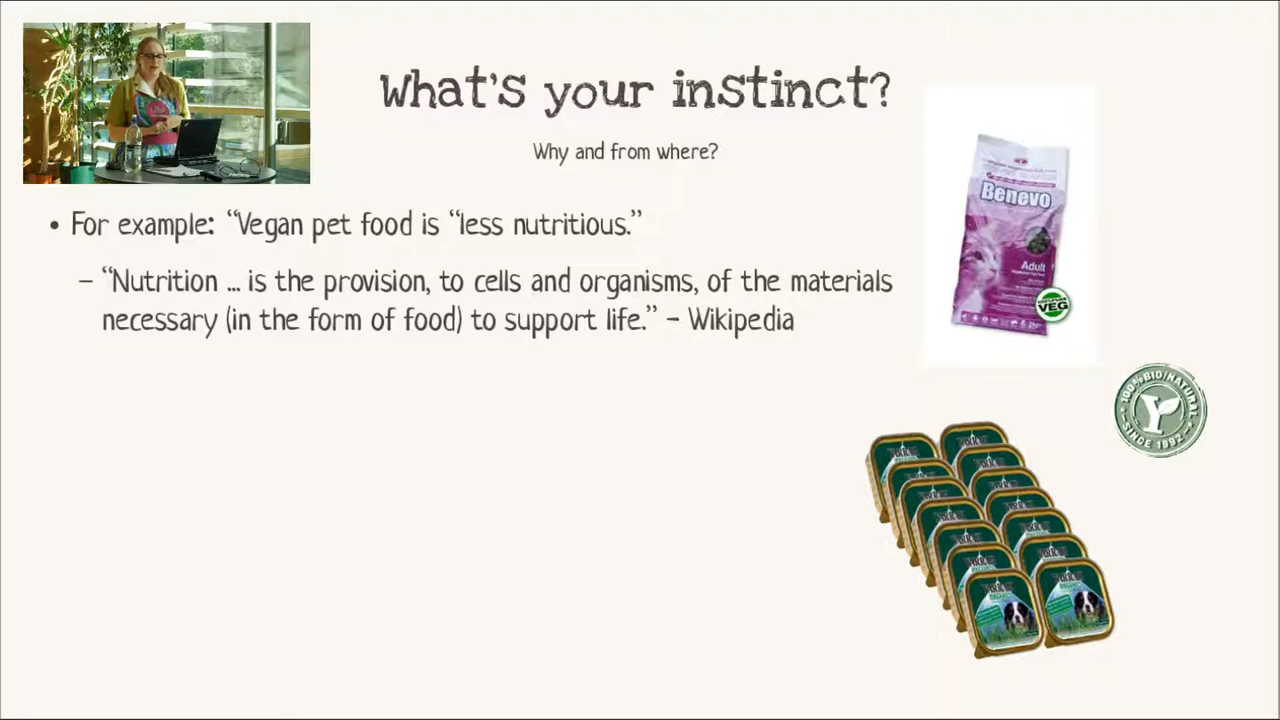 What's your instinct?
Why and from where?
• For example: “Vegan pet food is “less nutritious.”
– “Nutrition ... is the provision, to cells and organisms, of the materials
necessary (in the form of food) to support life.” – Wikipedia
Benevo
Adult
VEG
100% BIO/NATURAL
Y
SINCE 1992